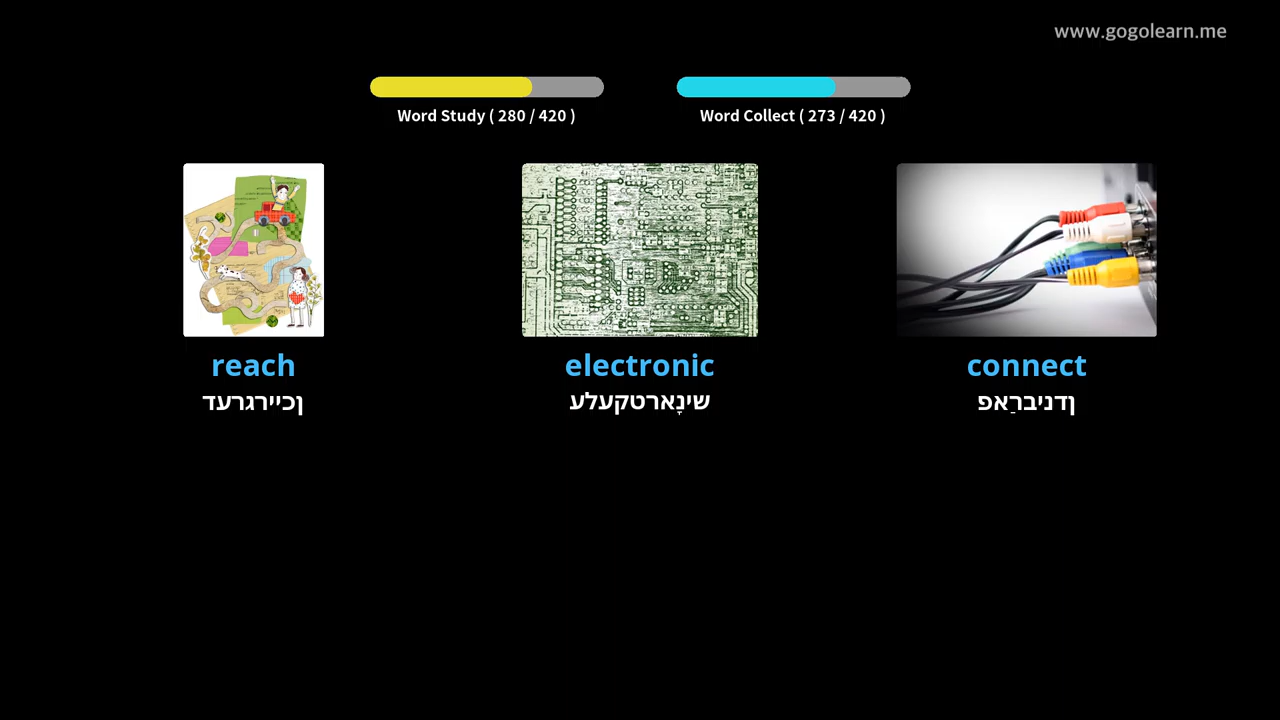 www.gogolearn.me
Word Study ( 280 / 420 )
Word Collect ( 273 / 420 )
reach
דערגרייכן
electronic
עלעקטראָניש
connect
פאַרבינדן